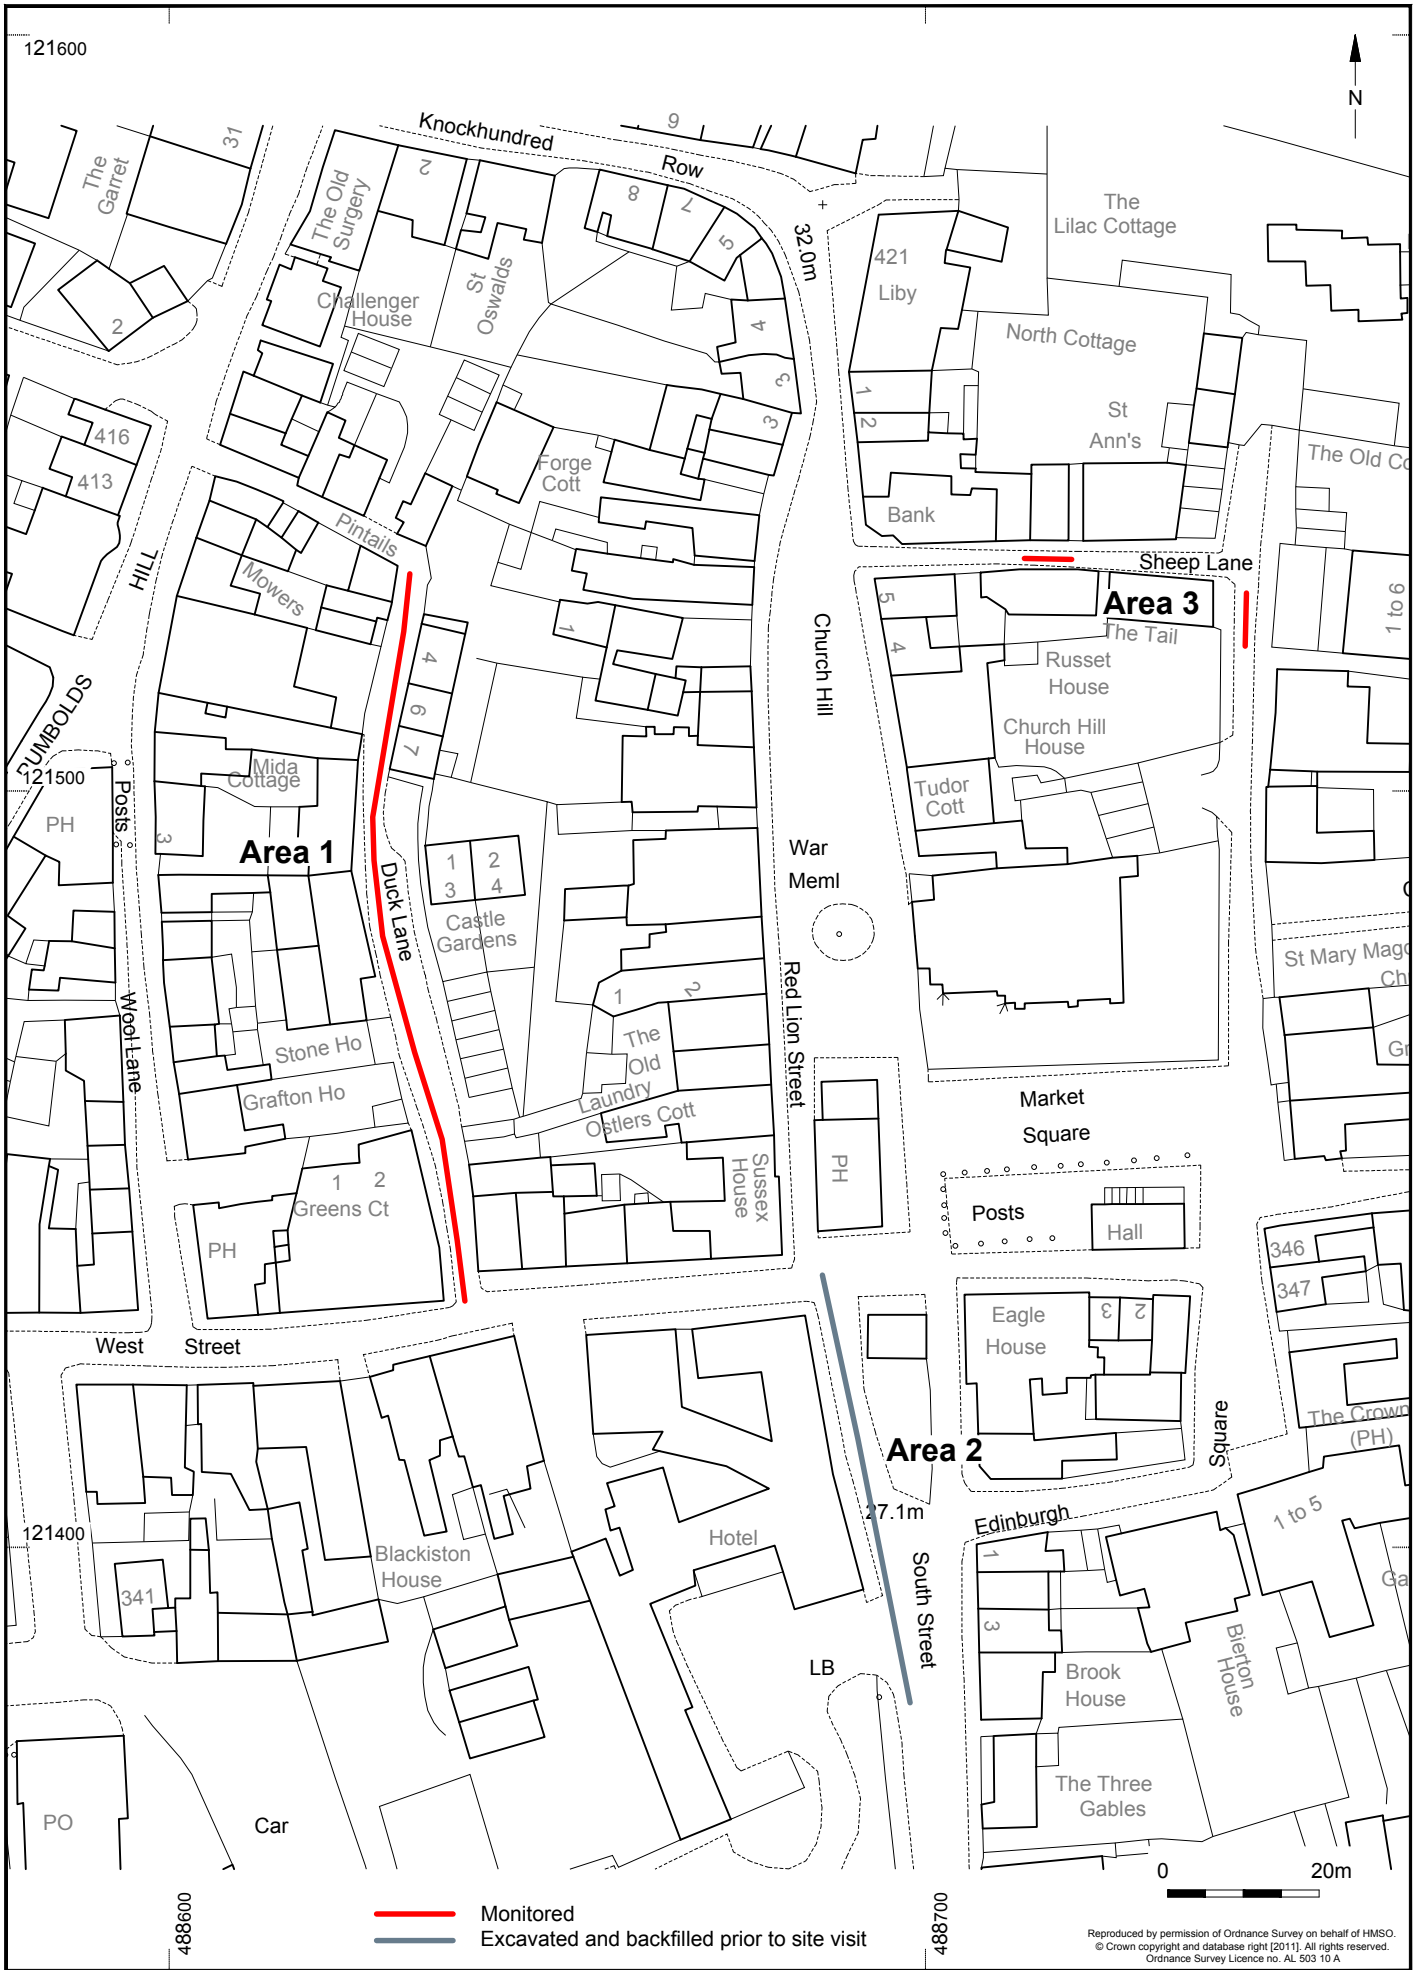 121600
N
Knockhundred
Row
9
31
The
Garret
The Old
Surgery
2
8
7
5
32.0m
The
Lilac Cottage
421
Liby
St
Oswalds
Challenger
House
2
4
3
North Cottage
1
2
3
St
Ann's
416
413
The Old Co
Forge
Cott
Bank
Pintails
HILL
Mowers
Sheep Lane
Area 3
The Tail
1 to 6
5
4
1
Church Hill
4
6
7
Russet
House
RUMBOLDS
Church Hill
House
121500
Mida
Cottage
Posts
PH
3
Tudor
Cott
Area 1
War
Meml
1 2
3 4
Duck Lane
Castle
Gardens
St Mary Magd
Ch
Red Lion Street
1
2
Wool Lane
The
Old
Laundry
Stone Ho
Grafton Ho
Ostlers Cott
Gr
Market
Square
PH
Sussex
House
1 2
Greens Ct
PH
Posts
Hall
346
347
Eagle
House
3
2
West Street
The Crown
(PH)
Square
Area 2
27.1m
Edinburgh
1 to 5
121400
Hotel
Blackiston
House
341
1
3
South Street
Ga
Bierton
House
LB
Brook
House
The Three
Gables
PO
Car
0 20m
488600
488700
Monitored
Excavated and backfilled prior to site visit
Reproduced by permission of Ordnance Survey on behalf of HMSO.
© Crown copyright and database right [2011]. All rights reserved.
Ordnance Survey Licence no. AL 503 10 A